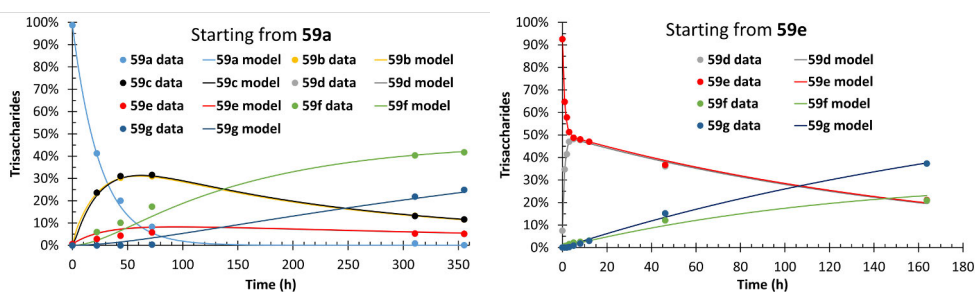 Starting from 59a
59a data 59a model 59b data 59b model
59c data 59c model 59d data 59d model
59e data 59e model 59f data 59f model
59g data 59g model
Trisaccharides
100%
90%
80%
70%
60%
50%
40%
30%
20%
10%
0%
0 50 100 150 200 250 300 350
Time (h)
Starting from 59e
59d data 59d model
59e data 59e model
59f data 59f model
59g data 59g model
Trisaccharides
100%
90%
80%
70%
60%
50%
40%
30%
20%
10%
0%
0 20 40 60 80 100 120 140 160 180
Time (h)